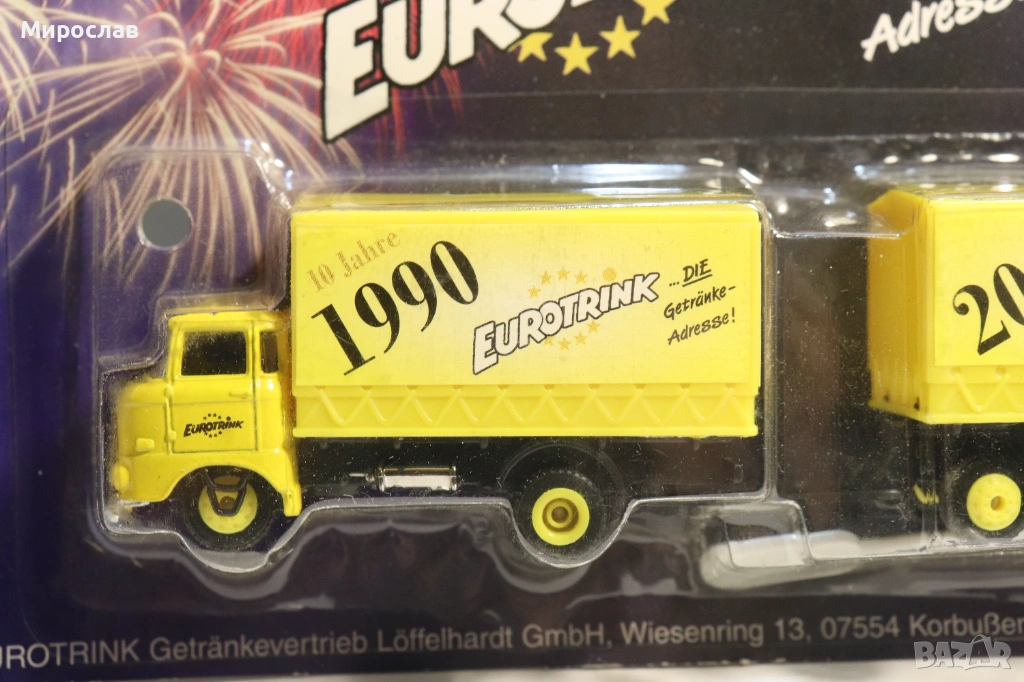 Мирослав
EURO
Adresse
10 Jahre
1990
EUROTRINK
... DIE
Getränke-
Adresse!
20
EUROTRINK
UROTRINK Getränkevertrieb Löffelhardt GmbH, Wiesenring 13, 07554 Korbußen
BAZAR